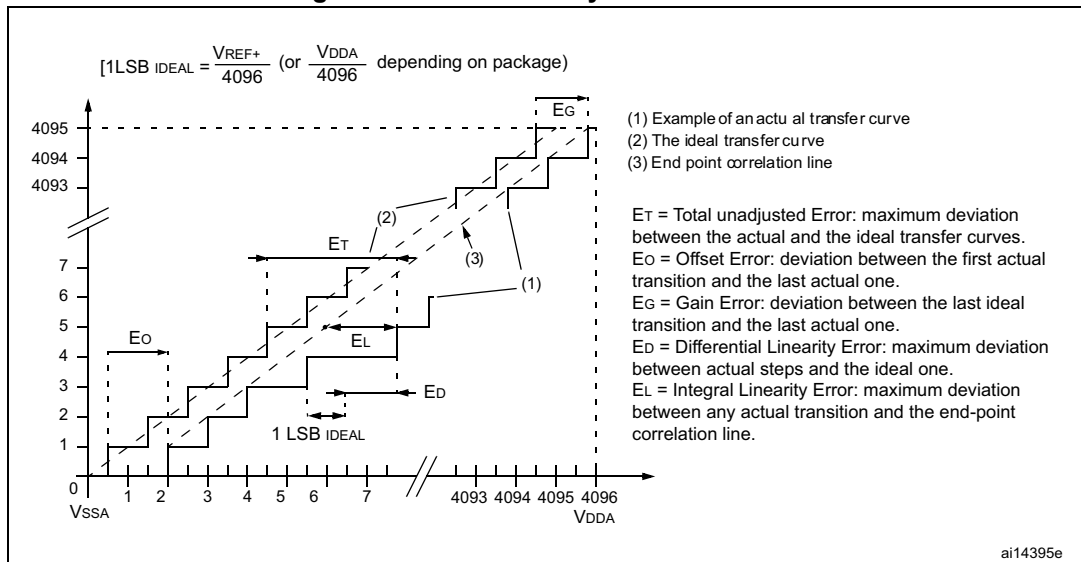 [1LSB IDEAL = VREF+ / 4096 (or VDDA / 4096 depending on package)
EG
4095
4094
4093
7
6
5
4
3
2
1
0
(1) Example of an actu al transfer curve
(2) The ideal transfer curve
(3) End point correlation line
ET = Total unadjusted Error: maximum deviation
between the actual and the ideal transfer curves.
EO = Offset Error: deviation between the first actual
transition and the last actual one.
EG = Gain Error: deviation between the last ideal
transition and the last actual one.
ED = Differential Linearity Error: maximum deviation
between actual steps and the ideal one.
EL = Integral Linearity Error: maximum deviation
between any actual transition and the end-point
correlation line.
(2)
ET
(3)
(1)
EO
EL
ED
1 LSB IDEAL
1 2 3 4 5 6 7 4093 4094 4095 4096
VSSA
VDDA
ai14395e